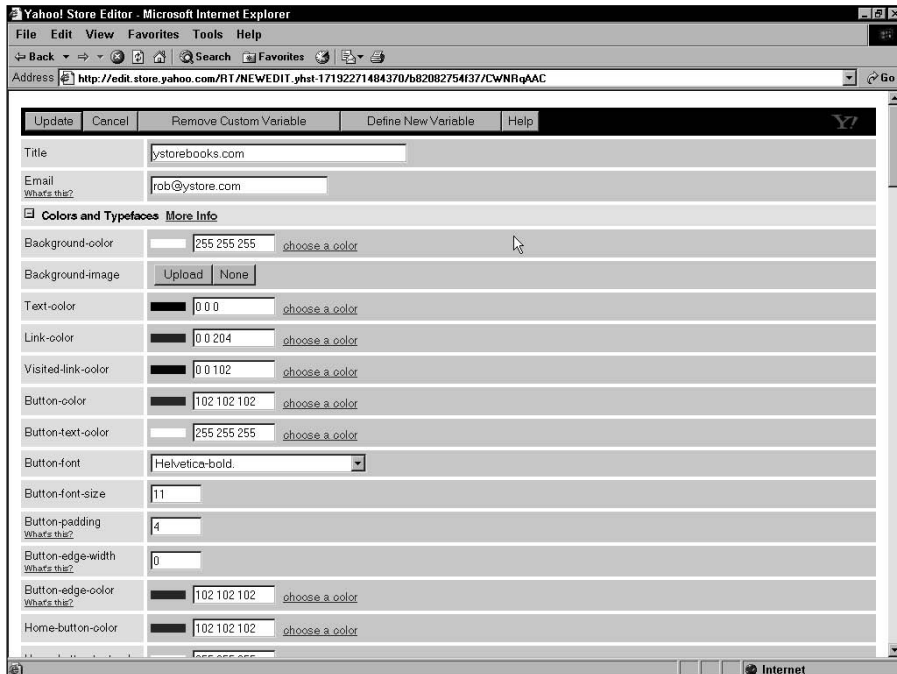 Yahoo! Store Editor - Microsoft Internet Explorer
File Edit View Favorites Tools Help
Back Search Favorites
Address http://edit.store.yahoo.com/RT/NEWEDIT.yhst-17192271484370/b82082754f37/CWNRqAAC Go
Update Cancel Remove Custom Variable Define New Variable Help Y!
Title ystorebooks.com
Email rob@ystore.com
What's this?
Colors and Typefaces More Info
Background-color 255 255 255 choose a color
Background-image Upload None
Text-color 0 0 0 choose a color
Link-color 0 0 204 choose a color
Visited-link-color 0 0 102 choose a color
Button-color 102 102 102 choose a color
Button-text-color 255 255 255 choose a color
Button-font Helvetica-bold.
Button-font-size 11
Button-padding 4
What's this?
Button-edge-width 0
What's this?
Button-edge-color 102 102 102 choose a color
What's this?
Home-button-color 102 102 102 choose a color
Internet